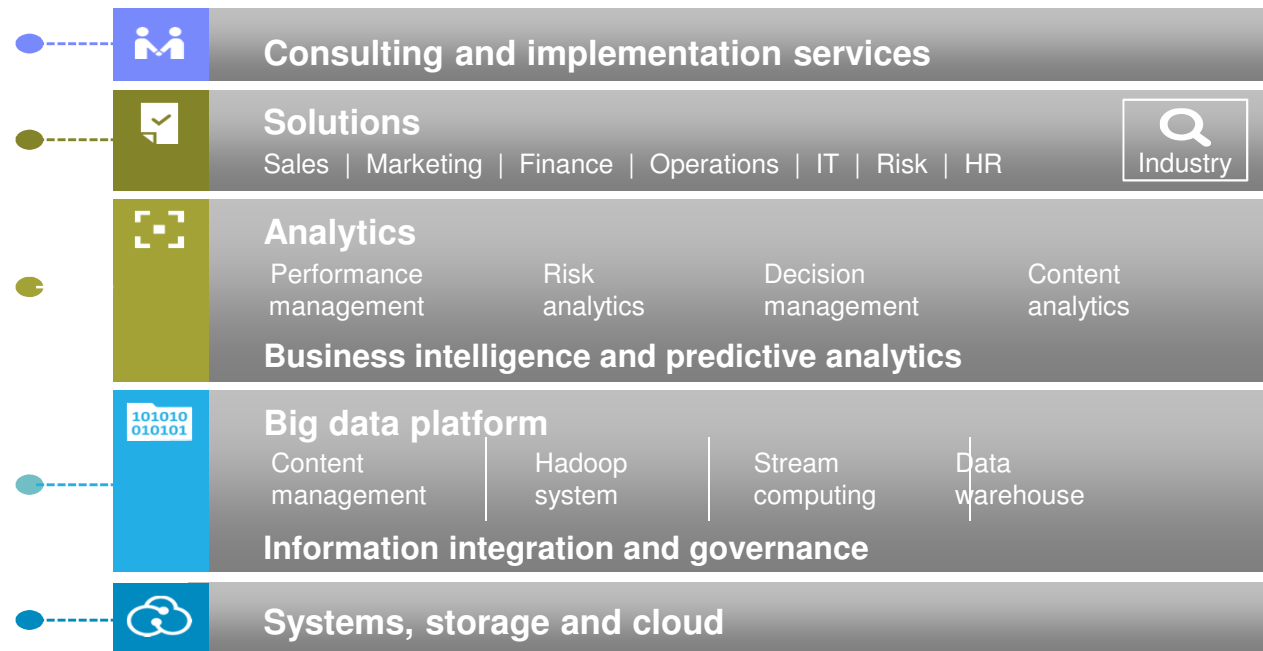 Consulting and implementation services
Solutions
Sales | Marketing | Finance | Operations | IT | Risk | HR
Industry
Analytics
Performance management
Risk analytics
Decision management
Content analytics
Business intelligence and predictive analytics
101010
010101
Big data platform
Content management
Hadoop system
Stream computing
Data warehouse
Information integration and governance
Systems, storage and cloud